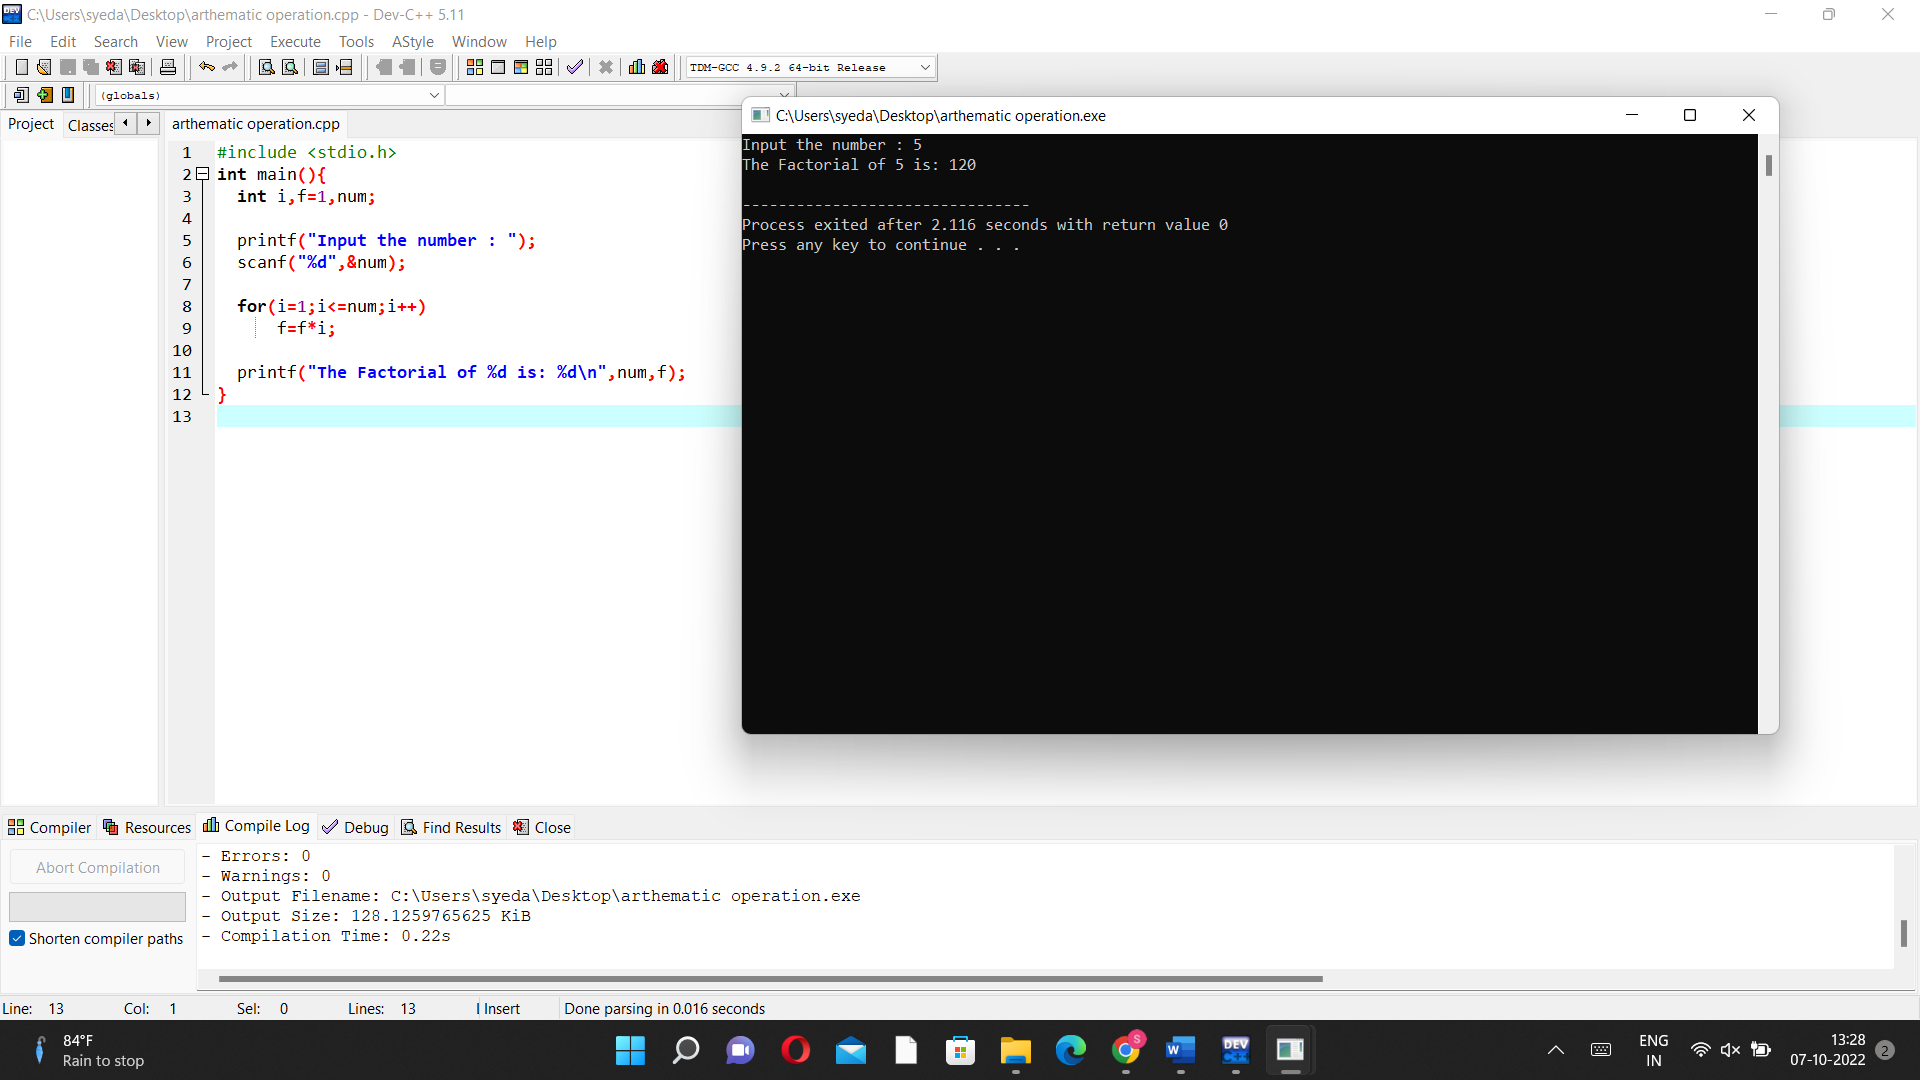 C:\Users\syeda\Desktop\arthematic operation.cpp - Dev-C++ 5.11
File Edit Search View Project Execute Tools AStyle Window Help
TDM-GCC 4.9.2 64-bit Release
(globals)
Project Classes arthematic operation.cpp
1 #include <stdio.h>
2 int main(){
3 int i,f=1,num;
4
5 printf("Input the number : ");
6 scanf("%d",&num);
7
8 for(i=1;i<=num;i++)
9 f=f*i;
10
11 printf("The Factorial of %d is: %d\n",num,f);
12 }
13
C:\Users\syeda\Desktop\arthematic operation.exe
Input the number : 5
The Factorial of 5 is: 120
--------------------------------
Process exited after 2.116 seconds with return value 0
Press any key to continue . . .
Compiler Resources Compile Log Debug Find Results Close
Abort Compilation
Shorten compiler paths
- Errors: 0
- Warnings: 0
- Output Filename: C:\Users\syeda\Desktop\arthematic operation.exe
- Output Size: 128.1259765625 KiB
- Compilation Time: 0.22s
Line: 13 Col: 1 Sel: 0 Lines: 13 Insert Done parsing in 0.016 seconds
84°F
Rain to stop
S
W
DEV
C++
ENG
IN
13:28
07-10-2022
2